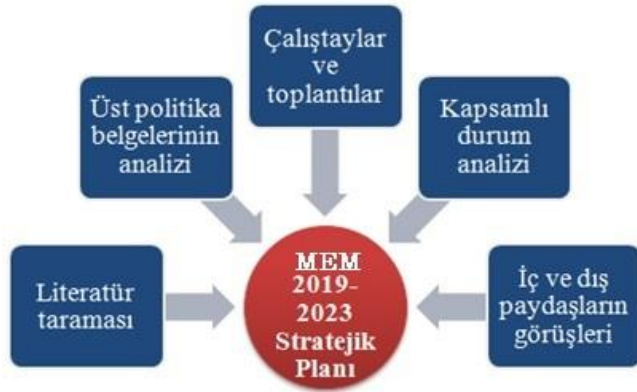 Çalıştaylar
ve
toplantılar
Üst politika
belgelerinin
analizi
Kapsamlı
durum
analizi
Literatür
taraması
MEM
2019-
2023
Stratejik
Planı
İç ve dış
paydaşların
görüşleri